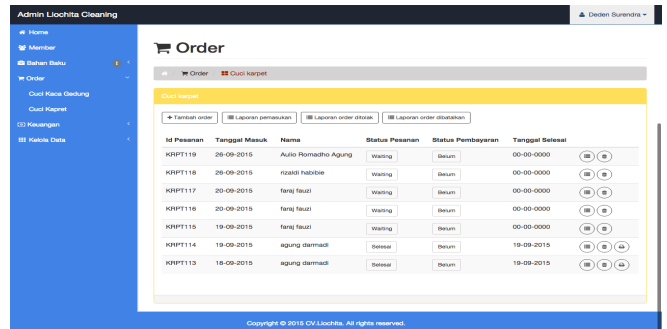 Admin Liochita Cleaning
Deden Surendra
Home
Member
Bahan Baku 1
Order
Cuci Kaca Gedung
Cuci Kapret
Keuangan
Kelola Data
Order
Order Cuci karpet
Cuci karpet
+ Tambah order Laporan pemasukan Laporan order ditolak Laporan order dibatalkan
Id Pesanan Tanggal Masuk Nama Status Pesanan Status Pembayaran Tanggal Selesai
KRPT119 26-09-2015 Aulio Romadho Agung Waiting Belum 00-00-0000
KRPT118 26-09-2015 rizaldi habibie Waiting Belum 00-00-0000
KRPT117 20-09-2015 faraj fauzi Waiting Belum 00-00-0000
KRPT116 20-09-2015 faraj fauzi Waiting Belum 00-00-0000
KRPT115 19-09-2015 faraj fauzi Waiting Belum 00-00-0000
KRPT114 19-09-2015 agung darmadi Selesai Belum 19-09-2015
KRPT113 16-09-2015 agung darmadi Selesai Belum 19-09-2015
Copyright © 2015 CV.Liochita. All rights reserved.